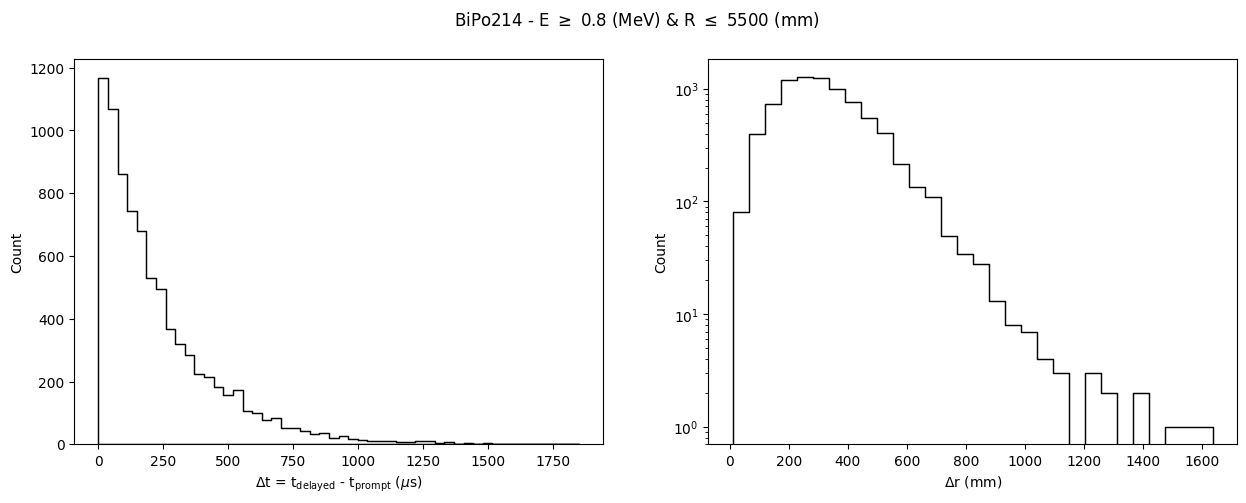 BiPo214 - E ≥ 0.8 (MeV) & R ≤ 5500 (mm)
1200
1000
800
600
400
200
0
Count
0 250 500 750 1000 1250 1500 1750
Δt = t_delayed - t_prompt (μs)
10³
10²
10¹
10⁰
Count
0 200 400 600 800 1000 1200 1400 1600
Δr (mm)